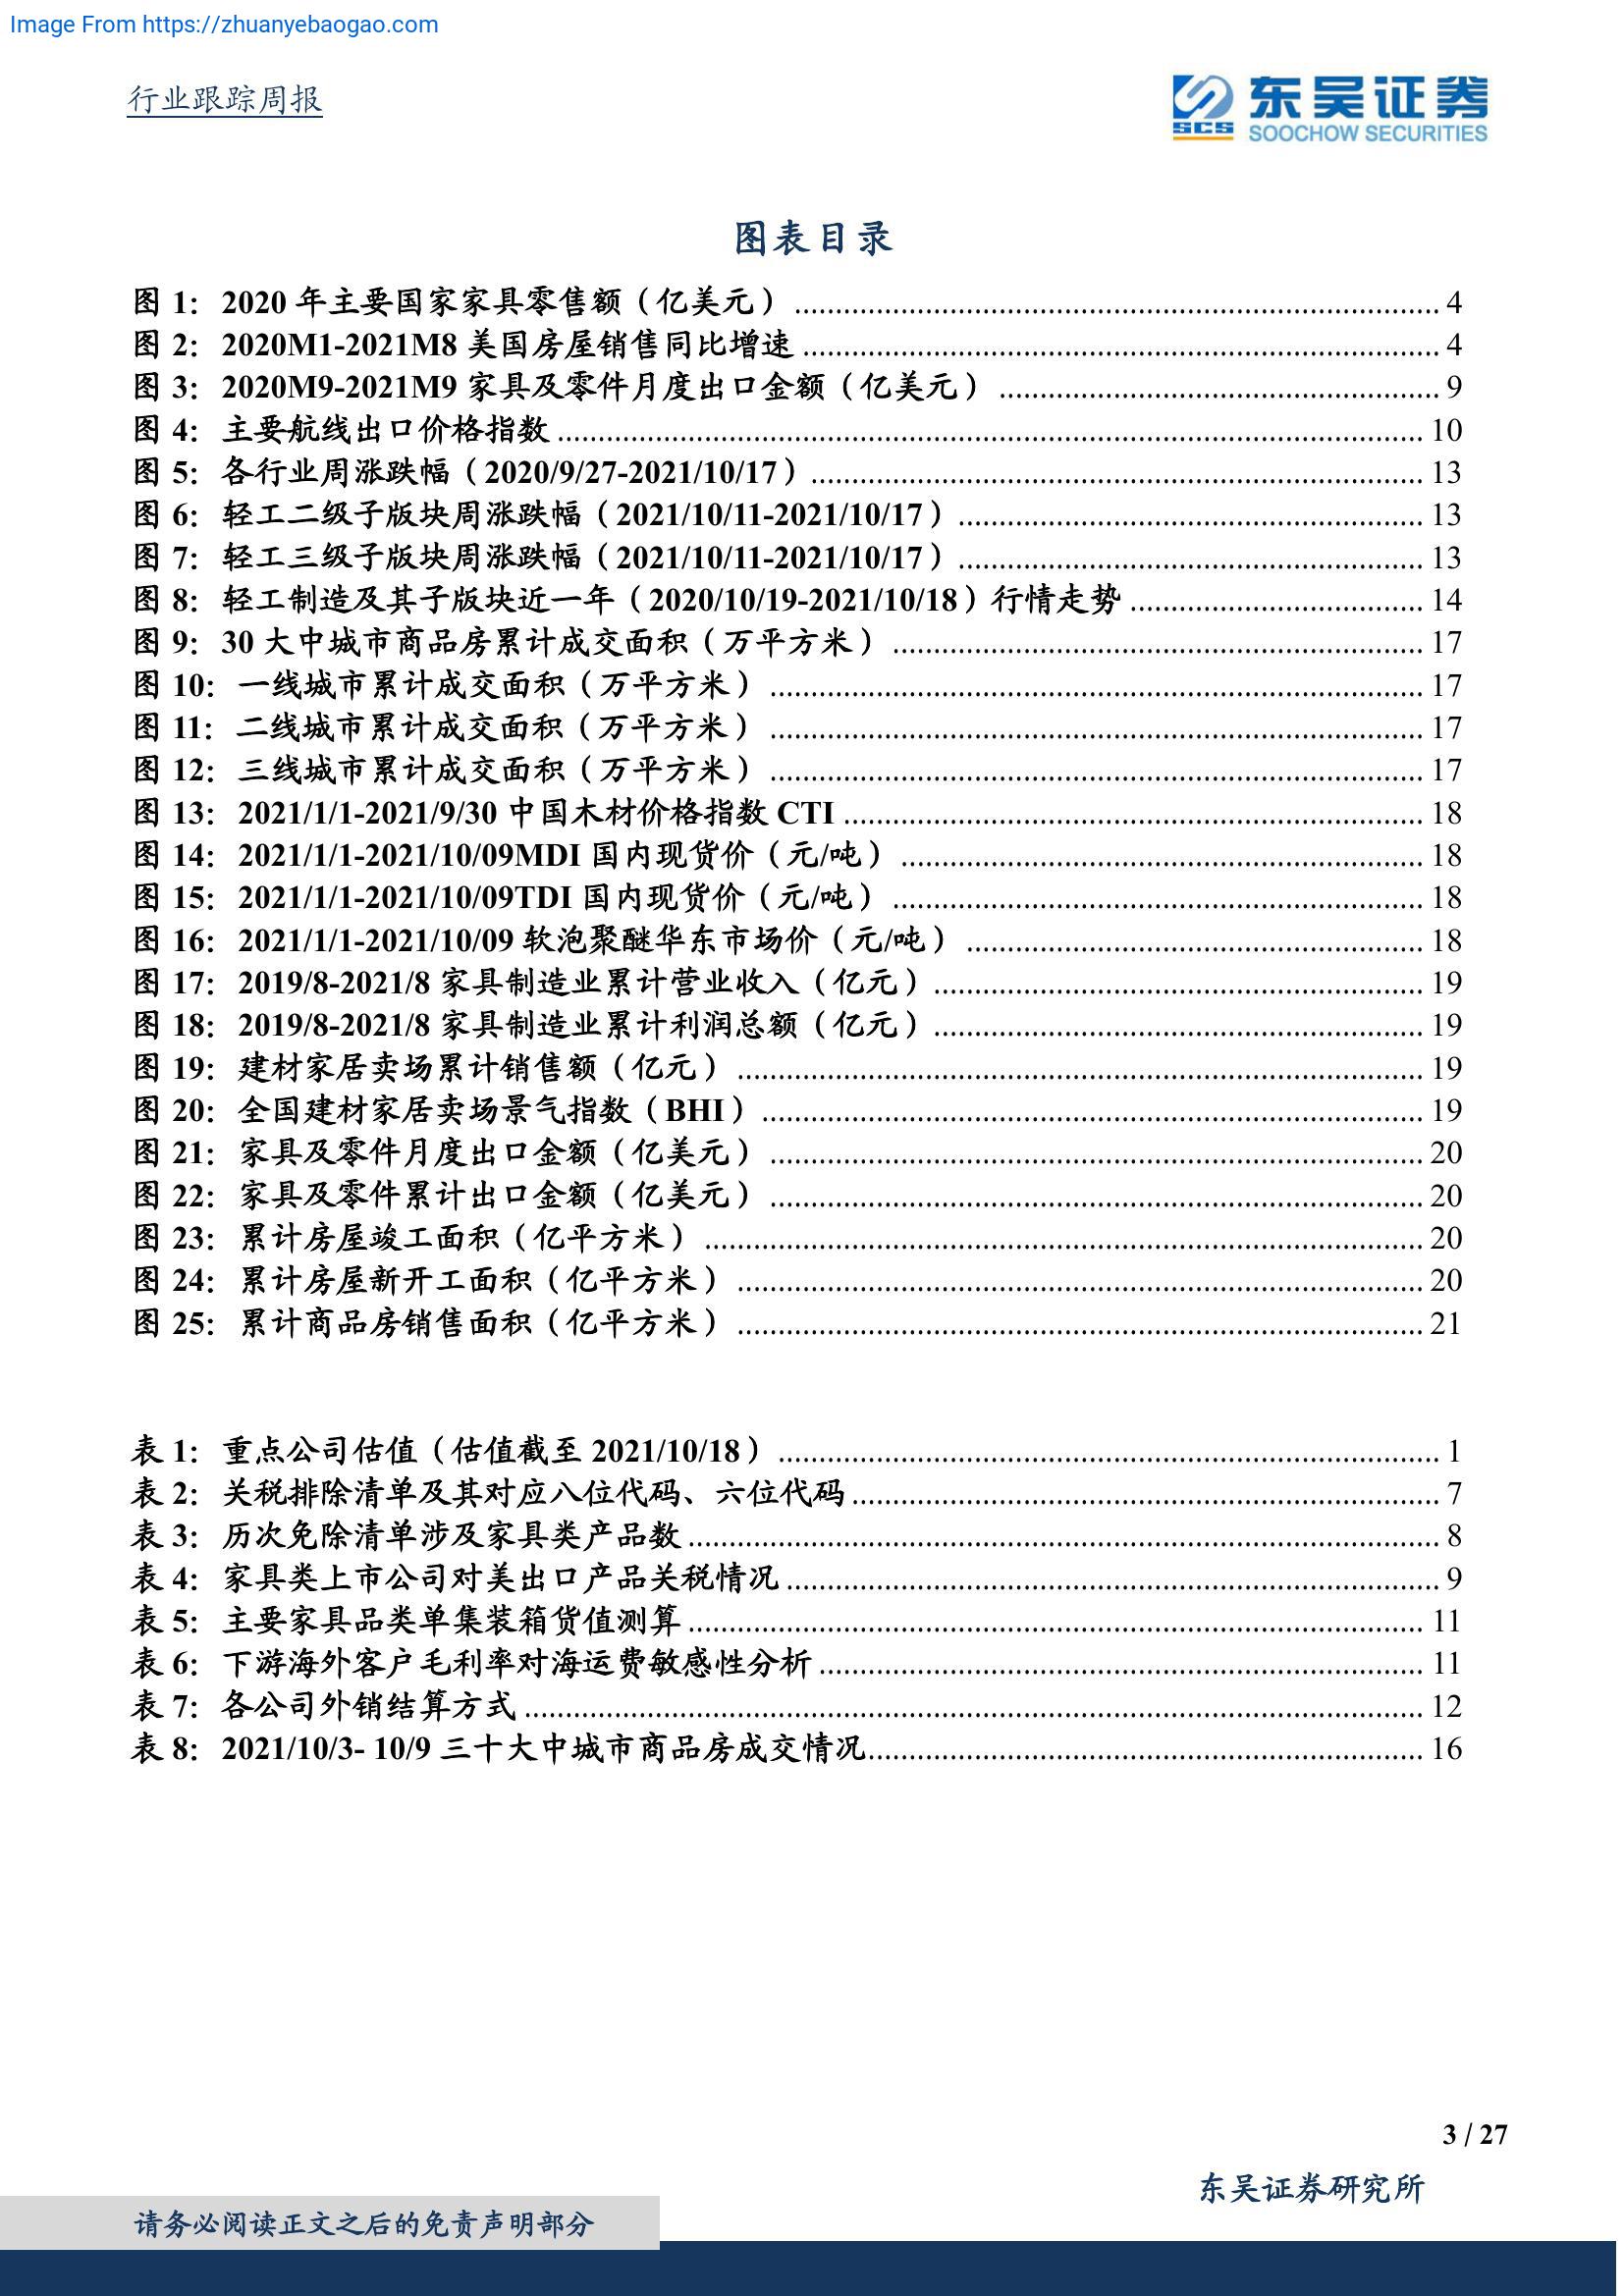 Image From https://zhuanyebaogao.com
行业跟踪周报
东吴证券
SCS
SOOCHOW SECURITIES
图表目录
图 1： 2020 年主要国家家具零售额（亿美元） ........ 4
图 2： 2020M1-2021M8 美国房屋销售同比增速 ........ 4
图 3： 2020M9-2021M9 家具及零件月度出口金额（亿美元） ........ 9
图 4： 主要航线出口价格指数 ........ 10
图 5： 各行业周涨跌幅（2020/9/27-2021/10/17） ........ 13
图 6： 轻工二级子版块周涨跌幅（2021/10/11-2021/10/17） ........ 13
图 7： 轻工三级子版块周涨跌幅（2021/10/11-2021/10/17） ........ 13
图 8： 轻工制造及其子版块近一年（2020/10/19-2021/10/18）行情走势 ........ 14
图 9： 30 大中城市商品房累计成交面积（万平方米） ........ 17
图 10： 一线城市累计成交面积（万平方米） ........ 17
图 11： 二线城市累计成交面积（万平方米） ........ 17
图 12： 三线城市累计成交面积（万平方米） ........ 17
图 13： 2021/1/1-2021/9/30 中国木材价格指数 CTI ........ 18
图 14： 2021/1/1-2021/10/09MDI 国内现货价（元/吨） ........ 18
图 15： 2021/1/1-2021/10/09TDI 国内现货价（元/吨） ........ 18
图 16： 2021/1/1-2021/10/09 软泡聚醚华东市场价（元/吨） ........ 18
图 17： 2019/8-2021/8 家具制造业累计营业收入（亿元） ........ 19
图 18： 2019/8-2021/8 家具制造业累计利润总额（亿元） ........ 19
图 19： 建材家居卖场累计销售额（亿元） ........ 19
图 20： 全国建材家居卖场景气指数（BHI） ........ 19
图 21： 家具及零件月度出口金额（亿美元） ........ 20
图 22： 家具及零件累计出口金额（亿美元） ........ 20
图 23： 累计房屋竣工面积（亿平方米） ........ 20
图 24： 累计房屋新开工面积（亿平方米） ........ 20
图 25： 累计商品房销售面积（亿平方米） ........ 21
表 1： 重点公司估值（估值截至 2021/10/18） ........ 1
表 2： 关税排除清单及其对应八位代码、六位代码 ........ 7
表 3： 历次免除清单涉及家具类产品数 ........ 8
表 4： 家具类上市公司对美出口产品关税情况 ........ 9
表 5： 主要家具品类单集装箱货值测算 ........ 11
表 6： 下游海外客户毛利率对海运费敏感性分析 ........ 11
表 7： 各公司外销结算方式 ........ 12
表 8： 2021/10/3- 10/9 三十大中城市商品房成交情况 ........ 16
3 / 27
东吴证券研究所
请务必阅读正文之后的免责声明部分